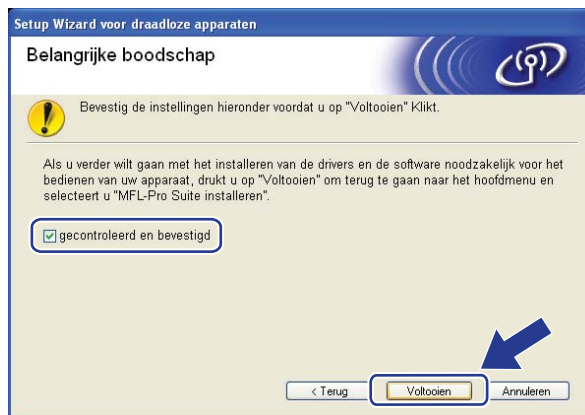 Setup Wizard voor draadloze apparaten
Belangrijke boodschap
Bevestig de instellingen hieronder voordat u op "Voltooien" Klikt.
Als u verder wilt gaan met het installeren van de drivers en de software noodzakelijk voor het
bedienen van uw apparaat, drukt u op "Voltooien" om terug te gaan naar het hoofdmenu en
selecteert u "MFL-Pro Suite installeren".
gecontroleerd en bevestigd
< Terug Voltooien Annuleren